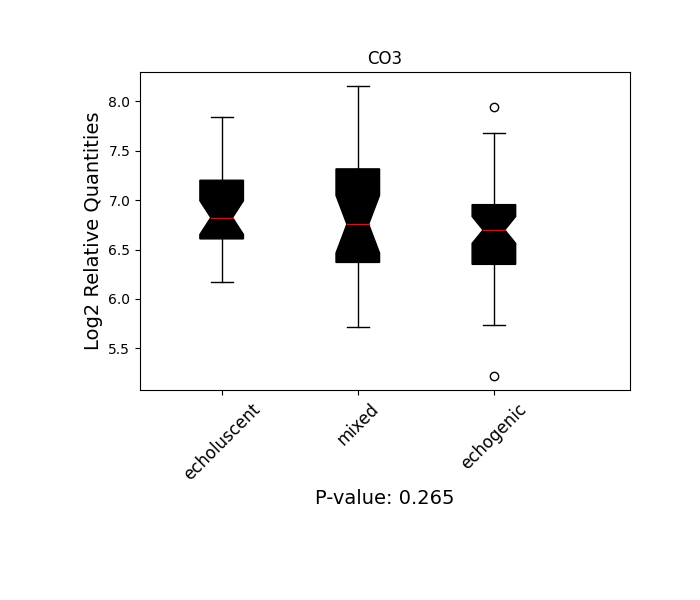 CO3
Log2 Relative Quantities
8.0
7.5
7.0
6.5
6.0
5.5
echoluscent
mixed
echogenic
P-value: 0.265